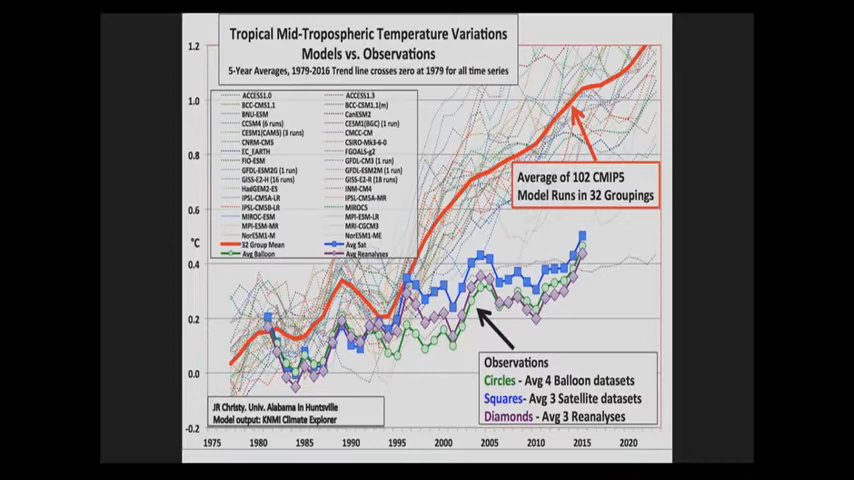 Tropical Mid-Tropospheric Temperature Variations
Models vs. Observations
5-Year Averages, 1979-2016 Trend line crosses zero at 1979 for all time series
1.2
1.0
0.8
0.6
°C
0.4
0.2
0.0
-0.2
ACCESS1.0 ACCESS1.3
BCC-CMS1.1 BCC-CSM1.1(m)
BNU-ESM CanESM2
CCSM4 (6 runs) CESM1(BGC) (1 run)
CESM1(CAM5) (3 runs) CMCC-CM
CNRM-CM5 CSIRO-Mk3-6-0
EC_EARTH FGOALS-g2
FIO-ESM GFDL-CM3 (1 run)
GFDL-ESM2G (1 run) GFDL-ESM2M (1 run)
GISS-E2-H (16 runs) GISS-E2-R (18 runs)
HadGEM2-ES INM-CM4
IPSL-CM5A-LR IPSL-CM5A-MR
IPSL-CM5B-LR MIROC5
MIROC-ESM MPI-ESM-LR
MPI-ESM-MR MRI-CGCM3
NorESM1-M NorESM1-ME
32 Group Mean Avg Sat
Avg Balloon Avg Reanalyses
Average of 102 CMIP5
Model Runs in 32 Groupings
Observations
Circles - Avg 4 Balloon datasets
Squares- Avg 3 Satellite datasets
Diamonds - Avg 3 Reanalyses
JR Christy. Univ. Alabama in Huntsville
Model output: KNMI Climate Explorer
1975 1980 1985 1990 1995 2000 2005 2010 2015 2020